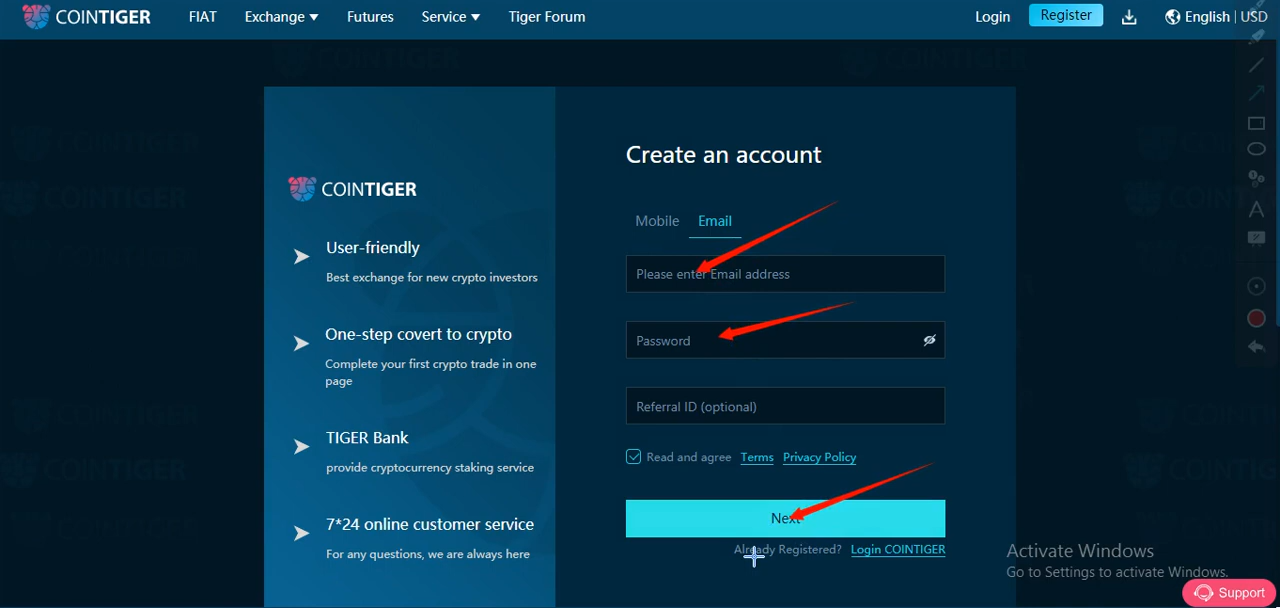 COINTIGER FIAT Exchange Futures Service Tiger Forum Login Register English | USD
COINTIGER
User-friendly
Best exchange for new crypto investors
One-step covert to crypto
Complete your first crypto trade in one
page
TIGER Bank
provide cryptocurrency staking service
7*24 online customer service
For any questions, we are always here
Create an account
Mobile Email
Please enter Email address
Password
Referral ID (optional)
Read and agree Terms Privacy Policy
Next
Already Registered? Login COINTIGER
Activate Windows
Go to Settings to activate Windows.
Support